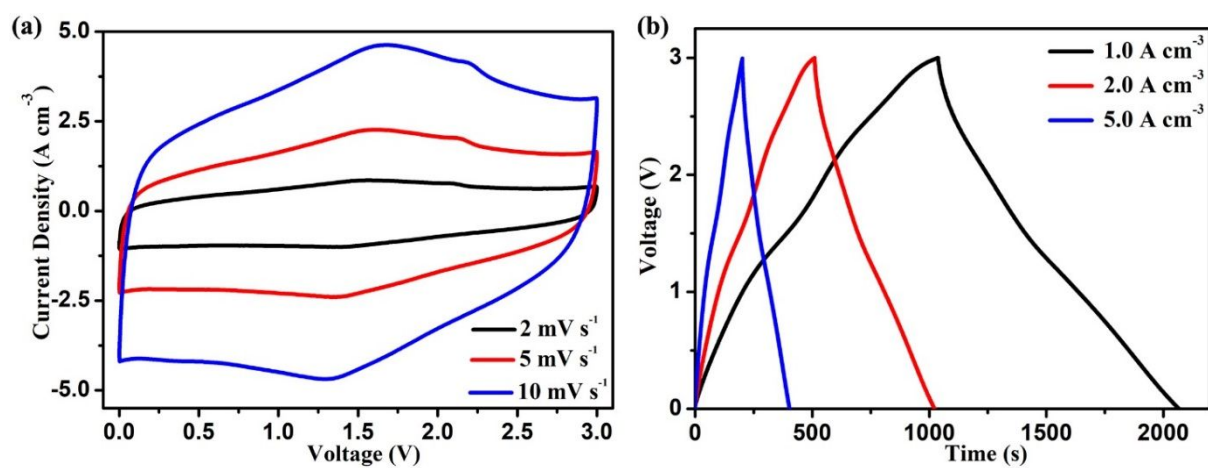 (a)
Current Density (A cm⁻³)
5.0
2.5
0.0
-2.5
-5.0
2 mV s⁻¹
5 mV s⁻¹
10 mV s⁻¹
0.0 0.5 1.0 1.5 2.0 2.5 3.0
Voltage (V)
(b)
Voltage (V)
3
2
1
0
1.0 A cm⁻³
2.0 A cm⁻³
5.0 A cm⁻³
0 500 1000 1500 2000
Time (s)